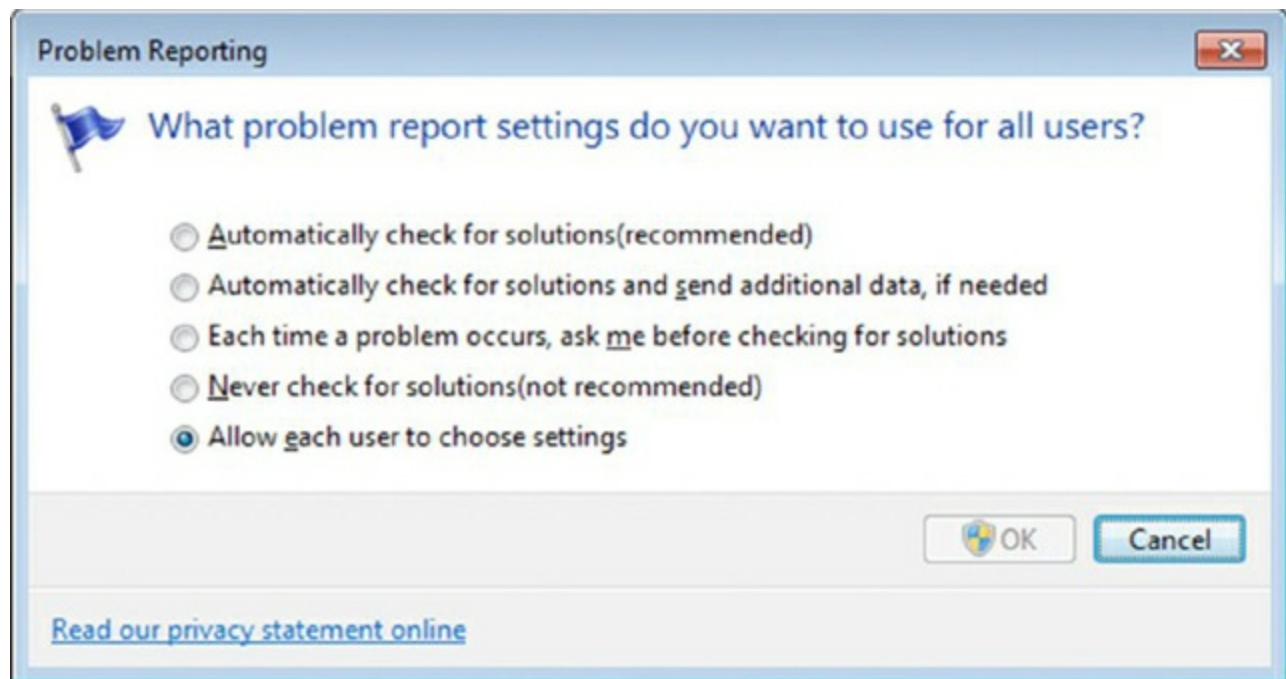 Problem Reporting
What problem report settings do you want to use for all users?
Automatically check for solutions(recommended)
Automatically check for solutions and send additional data, if needed
Each time a problem occurs, ask me before checking for solutions
Never check for solutions(not recommended)
Allow each user to choose settings
OK
Cancel
Read our privacy statement online